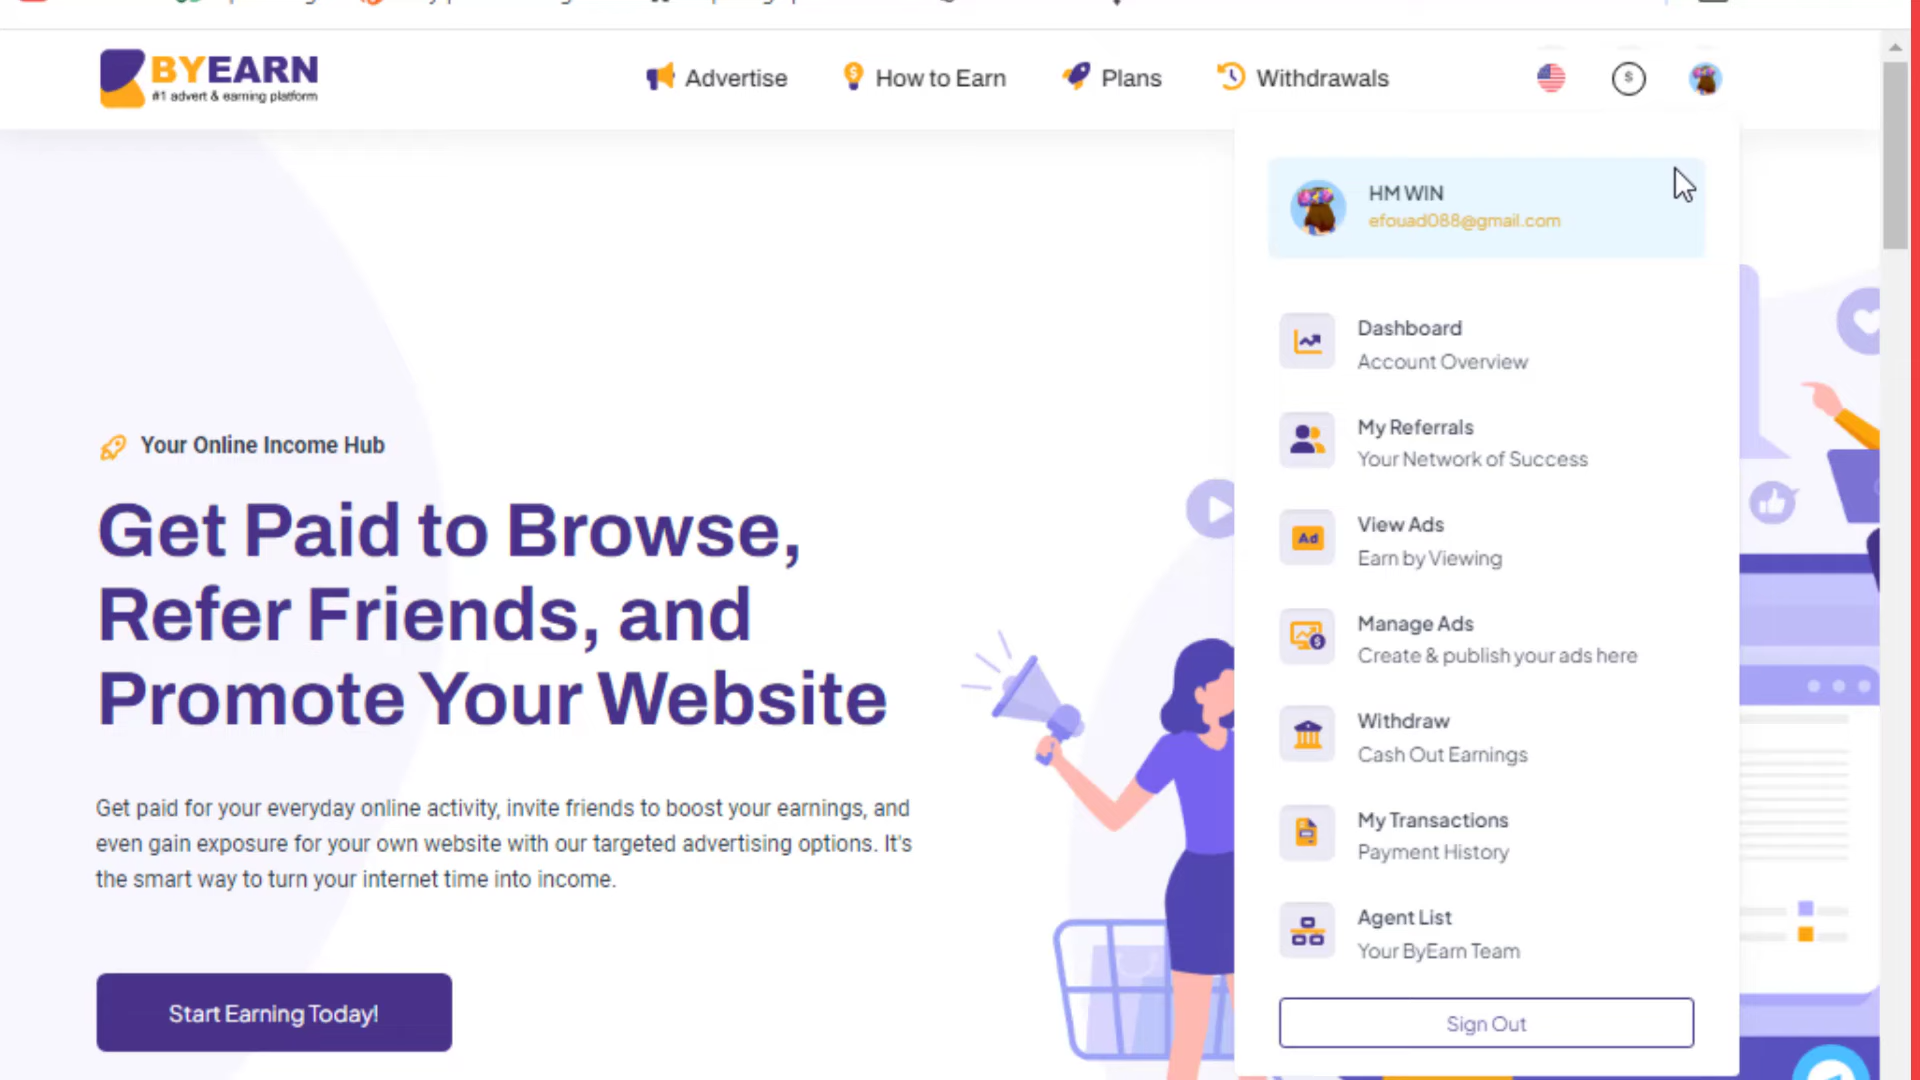 BYEARN
#1 advert & earning platform
Advertise
How to Earn
Plans
Withdrawals
$
HM WIN
efouad088@gmail.com
Dashboard
Account Overview
My Referrals
Your Network of Success
Ad
View Ads
Earn by Viewing
Manage Ads
Create & publish your ads here
Withdraw
Cash Out Earnings
My Transactions
Payment History
Agent List
Your ByEarn Team
Sign Out
Your Online Income Hub
Get Paid to Browse,
Refer Friends, and
Promote Your Website
Get paid for your everyday online activity, invite friends to boost your earnings, and
even gain exposure for your own website with our targeted advertising options. It's
the smart way to turn your internet time into income.
Start Earning Today!